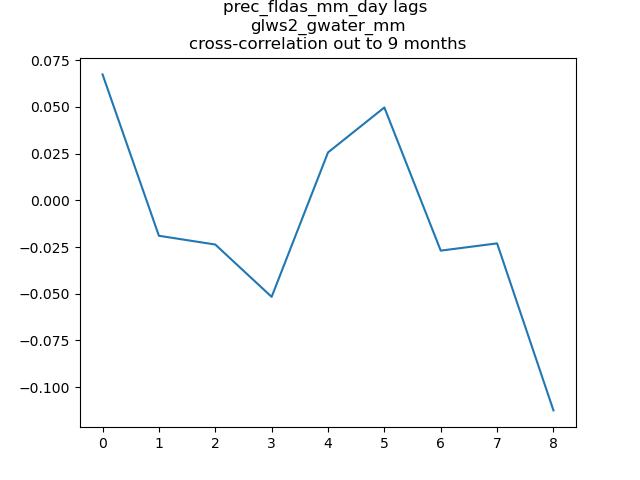 prec_fldas_mm_day lags
glws2_gwater_mm
cross-correlation out to 9 months
0.075
0.050
0.025
0.000
−0.025
−0.050
−0.075
−0.100
0 1 2 3 4 5 6 7 8